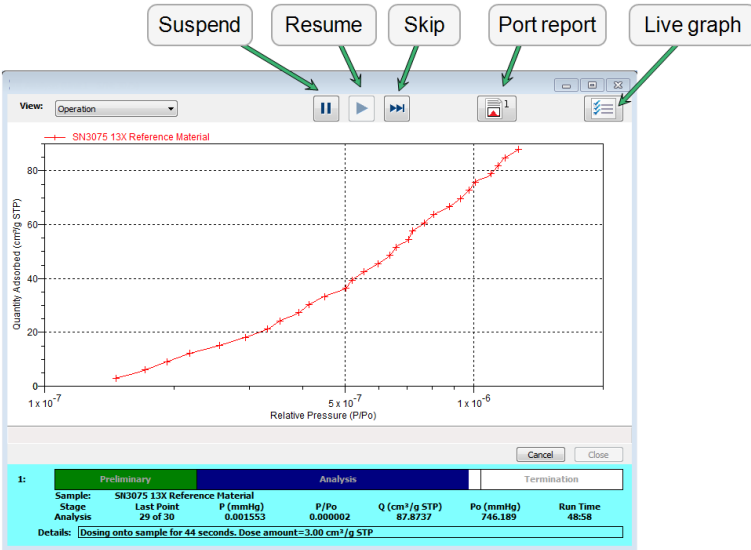 Suspend Resume Skip Port report Live graph
View: Operation 1
SN3075 13X Reference Material
Quantity Adsorbed (cm³/g STP)
80
60
40
20
0
1 x 10⁻⁷ 5 x 10⁻⁷ 1 x 10⁻⁶
Relative Pressure (P/Po)
Cancel Close
1: Preliminary Analysis Termination
Sample: SN3075 13X Reference Material
Stage Last Point P (mmHg) P/Po Q (cm³/g STP) Po (mmHg) Run Time
Analysis 29 of 30 0.001553 0.000002 87.8737 746.189 48:58
Details: Dosing onto sample for 44 seconds. Dose amount=3.00 cm³/g STP